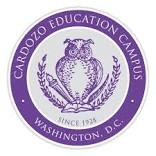 CARDOZO EDUCATION CAMPUS
SINCE 1928
• WASHINGTON, D.C. •